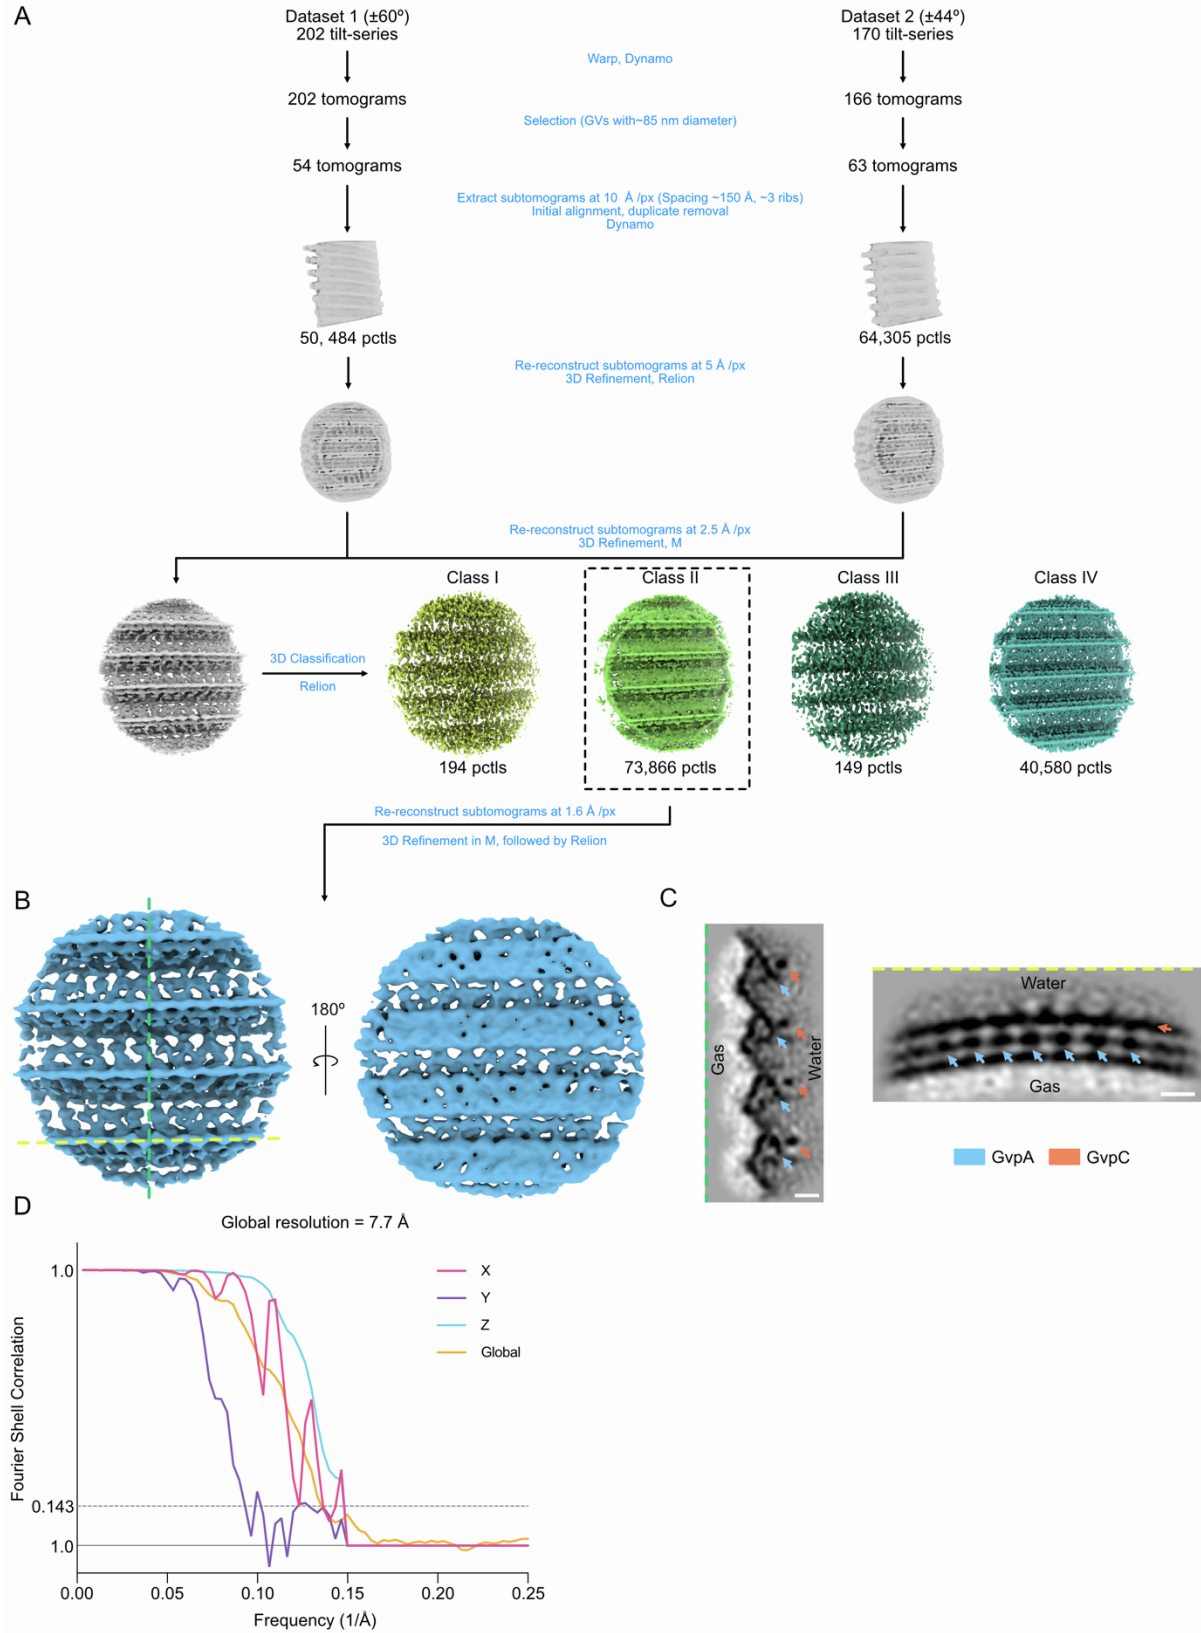 A
Dataset 1 (±60º)
202 tilt-series
Dataset 2 (±44º)
170 tilt-series
Warp, Dynamo
202 tomograms
166 tomograms
Selection (GVs with~85 nm diameter)
54 tomograms
63 tomograms
Extract subtomograms at 10 Å /px (Spacing ~150 Å, ~3 ribs)
Initial alignment, duplicate removal
Dynamo
50, 484 pctls
64,305 pctls
Re-reconstruct subtomograms at 5 Å /px
3D Refinement, Relion
Re-reconstruct subtomograms at 2.5 Å /px
3D Refinement, M
Class I
Class II
Class III
Class IV
3D Classification
Relion
194 pctls
73,866 pctls
149 pctls
40,580 pctls
Re-reconstruct subtomograms at 1.6 Å /px
3D Refinement in M, followed by Relion
B
180º
C
Gas
Water
Water
Gas
GvpA
GvpC
D
Global resolution = 7.7 Å
Fourier Shell Correlation
1.0
0.143
1.0
X
Y
Z
Global
0.00
0.05
0.10
0.15
0.20
0.25
Frequency (1/Å)